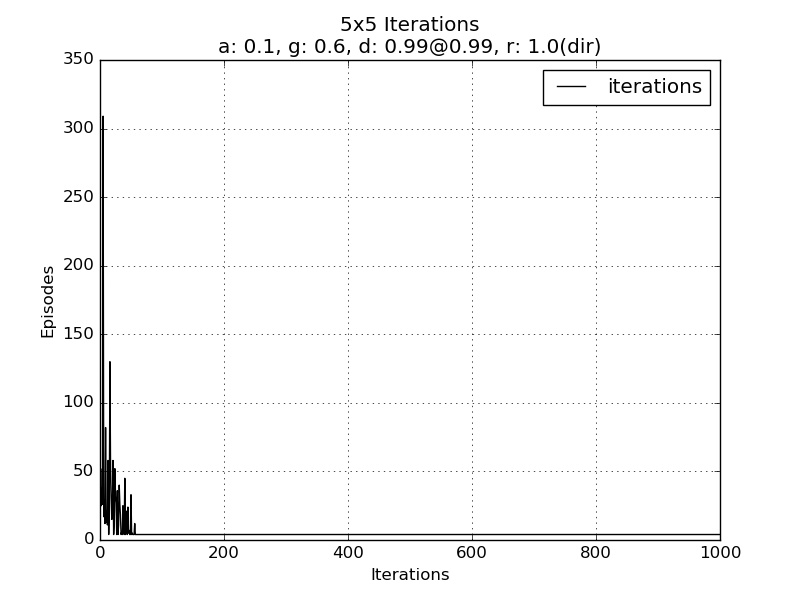 5x5 Iterations
a: 0.1, g: 0.6, d: 0.99@0.99, r: 1.0(dir)
iterations
350
300
250
200
150
100
50
0
Episodes
0 200 400 600 800 1000
Iterations